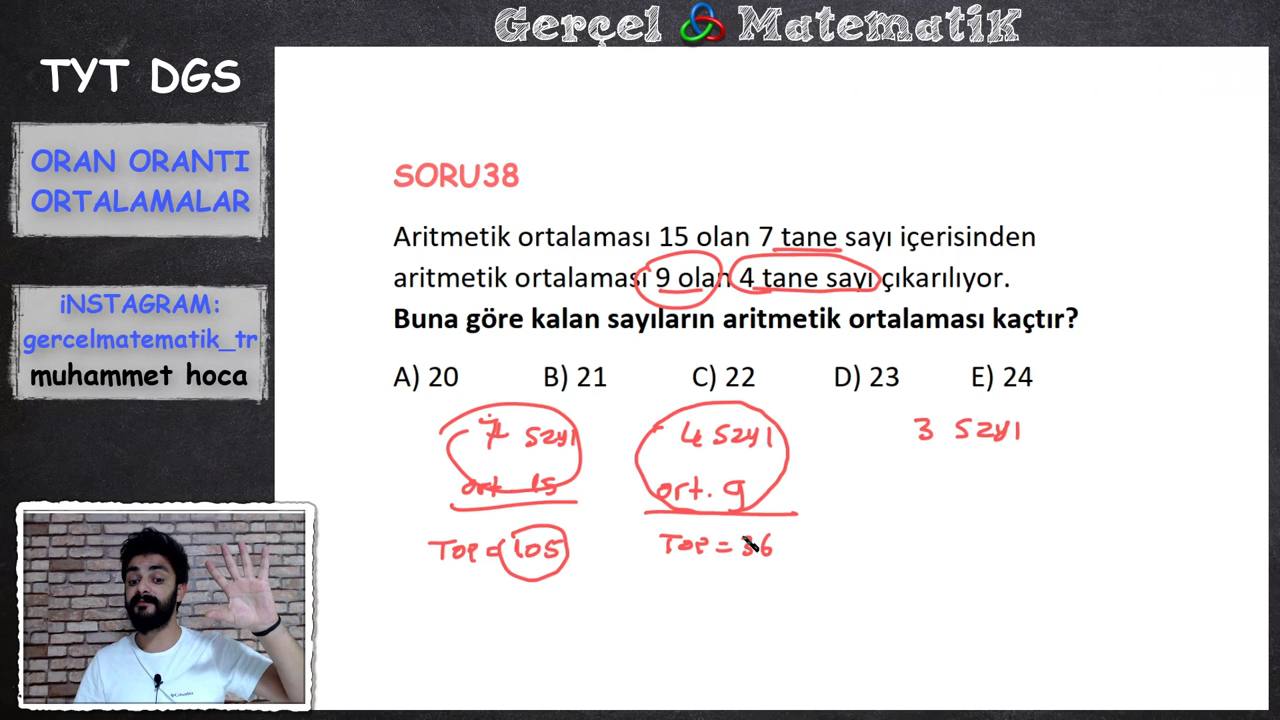 Gerçel Matematik
TYT DGS
ORAN ORANTI
ORTALAMALAR
iNSTAGRAM:
gercelmatematik_tr
muhammet hoca
SORU38
Aritmetik ortalaması 15 olan 7 tane sayı içerisinden
aritmetik ortalaması 9 olan 4 tane sayı çıkarılıyor.
Buna göre kalan sayıların aritmetik ortalaması kaçtır?
A) 20 B) 21 C) 22 D) 23 E) 24
7 sayı 4 sayı 3 sayı
ort 15 ort. 9
Top = 105 Top = 36